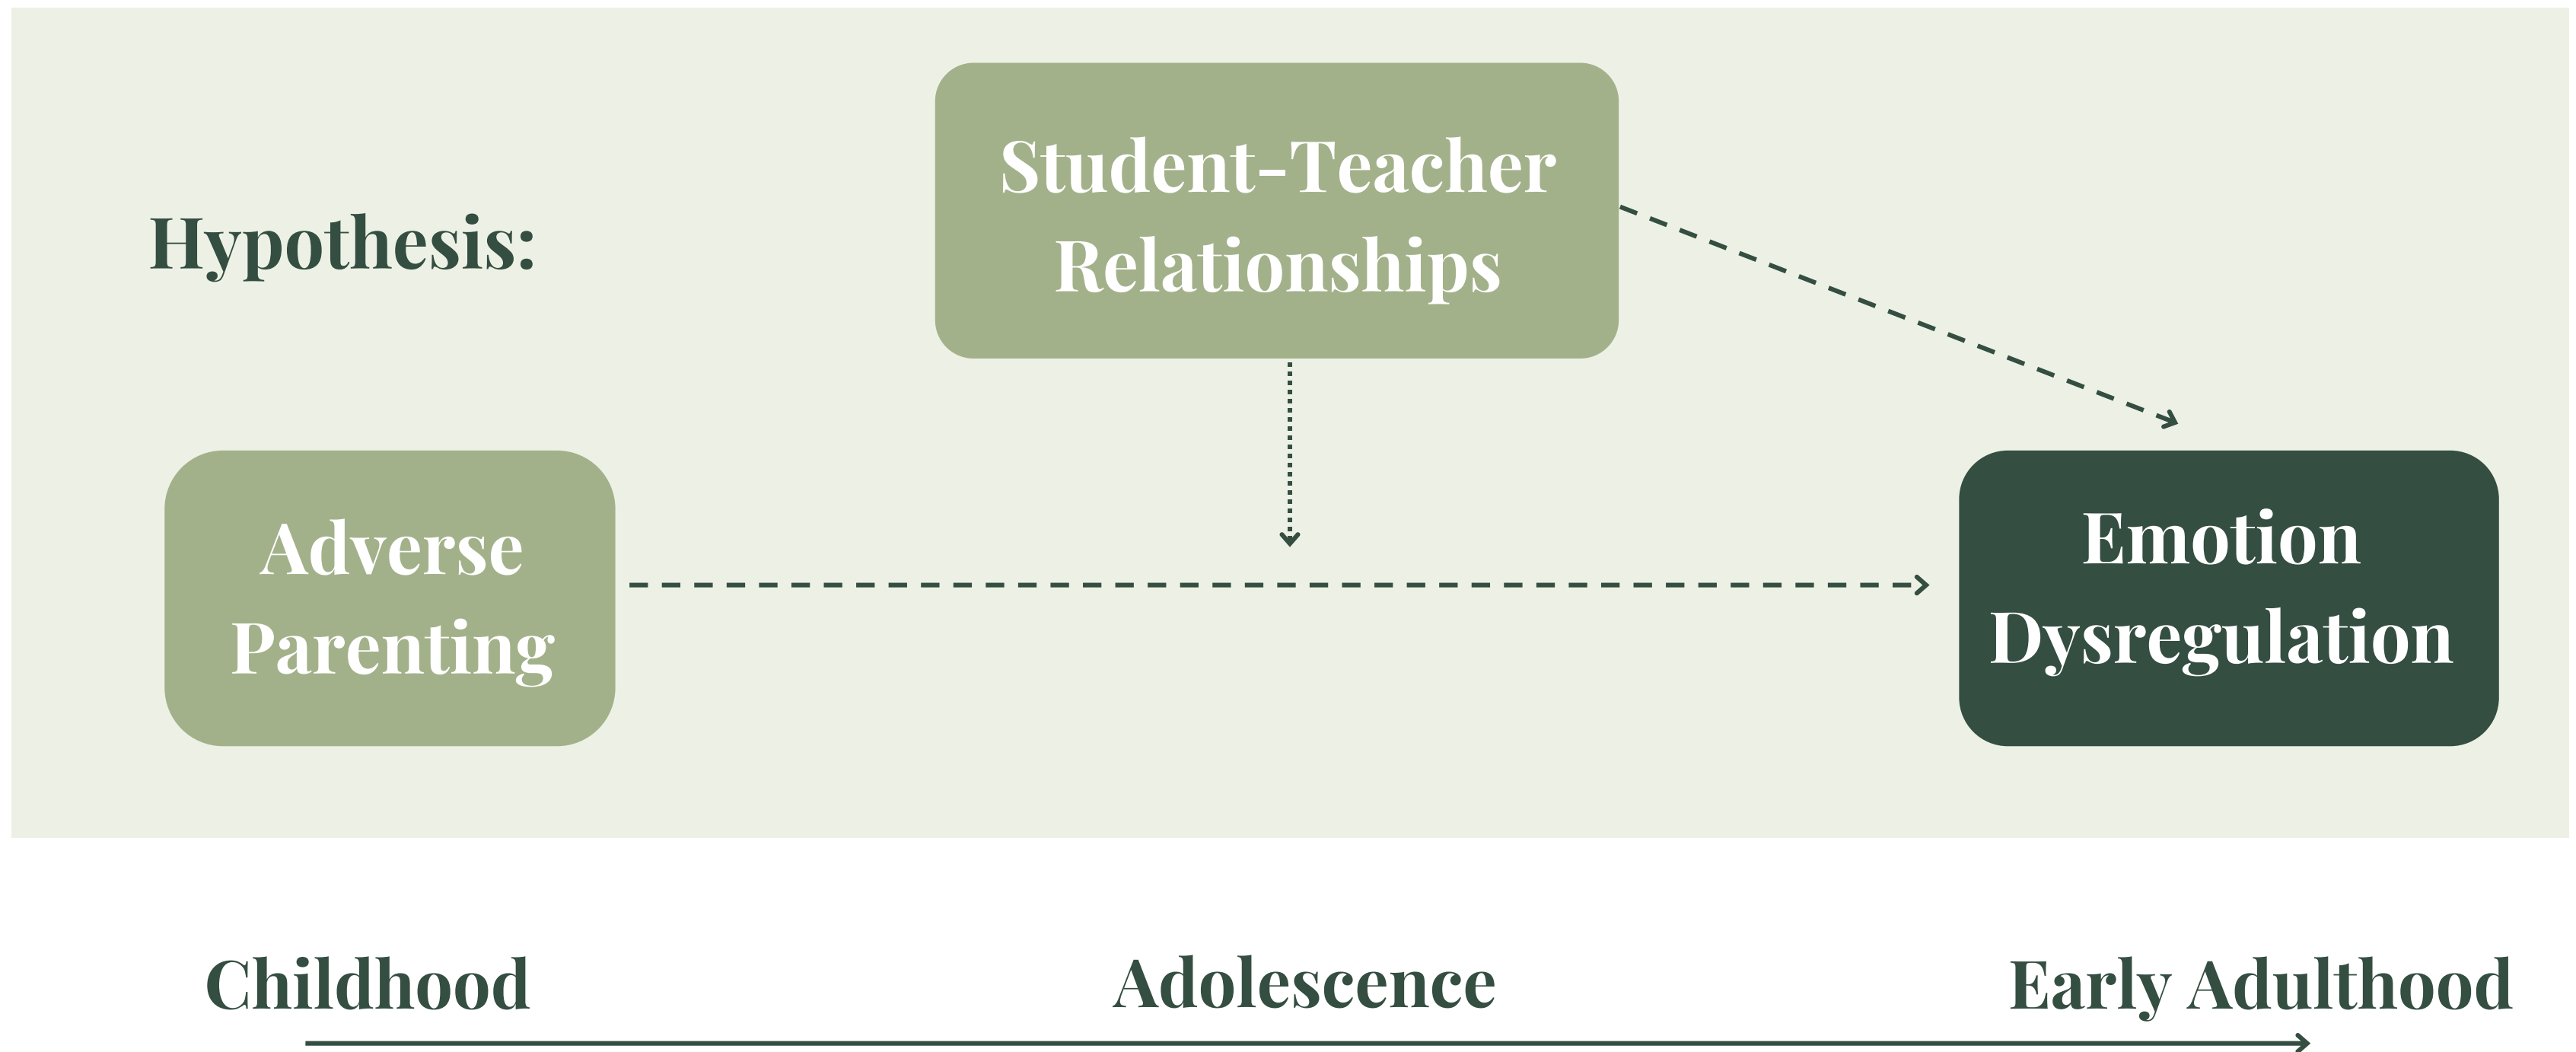 Student-Teacher
Relationships
Hypothesis:
Adverse
Parenting
Emotion
Dysregulation
Childhood
Adolescence
Early Adulthood